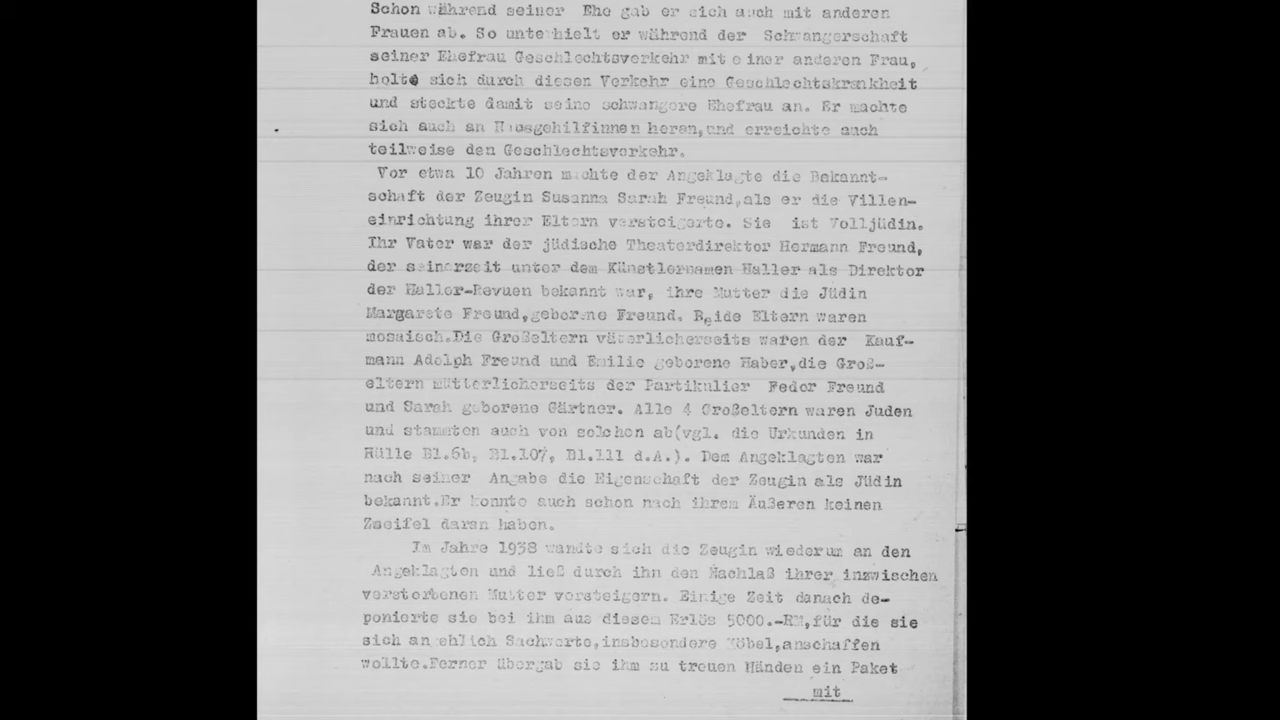 Schon während seiner Ehe gab er sich auch mit anderen
Frauen ab. So unterhielt er während der Schwangerschaft
seiner Ehefrau Geschlechtsverkehr mit einer anderen Frau,
holte sich durch diesen Verkehr eine Geschlechtskrankheit
und steckte damit seine schwangere Ehefrau an. Er machte
sich auch an Hausgehilfinnen heran,und erreichte auch
teilweise den Geschlechtsverkehr.
Vor etwa 10 Jahren machte der Angeklagte die Bekannt-
schaft der Zeugin Susanna Sarah Freund,als er die Villen-
einrichtung ihrer Eltern versteigerte. Sie ist Volljüdin.
Ihr Vater war der jüdische Theaterdirektor Hermann Freund,
der seinerzeit unter dem Künstlernamen Haller als Direktor
der Haller-Revuen bekannt war, ihre Mutter die Jüdin
Margarete Freund,geborene Freund. Beide Eltern waren
mosaisch.Die Großeltern väterlicherseits waren der Kauf-
mann Adolph Freund und Emilie geborene Haber,die Groß-
eltern mütterlicherseits der Partikulier Fedor Freund
und Sarah geborene Gärtner. Alle 4 Großeltern waren Juden
und stammten auch von solchen ab(vgl. die Urkunden in
Hülle Bl.6b, Bl.107, Bl.111 d.A.). Dem Angeklagten war
nach seiner Angabe die Eigenschaft der Zeugin als Jüdin
bekannt.Er konnte auch schon nach ihrem Äußeren keinen
Zweifel daran haben.
Im Jahre 1938 wandte sich die Zeugin wiederum an den
Angeklagten und ließ durch ihn den Nachlaß ihrer inzwischen
verstorbenen Mutter versteigern. Einige Zeit danach de-
ponierte sie bei ihm aus diesem Erlös 5000.-RM,für die sie
sich angeblich Sachwerte,insbesondere Möbel,anschaffen
wollte.Ferner übergab sie ihm zu treuen Händen ein Paket
mit